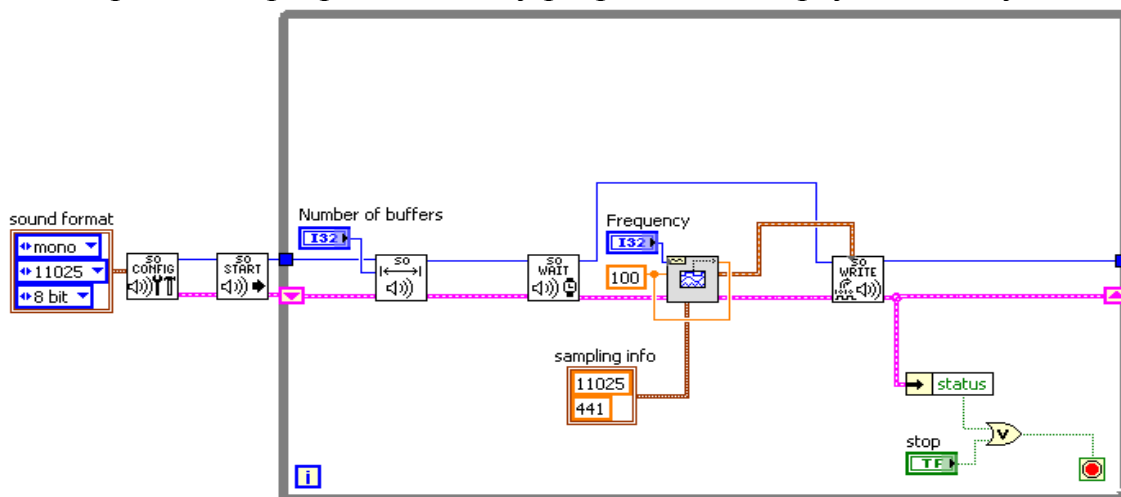 sound format
mono
11025
8 bit
SO
CONFIG
SO
START
Number of buffers
I32
SO
SO
WAIT
Frequency
I32
100
SO
WRITE
sampling info
11025
441
status
stop
TF
V
i